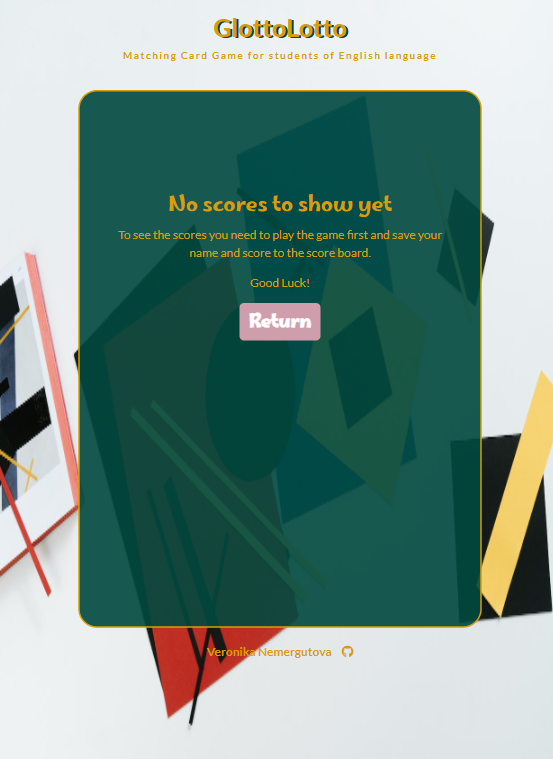 GlottoLotto
Matching Card Game for students of English language
No scores to show yet
To see the scores you need to play the game first and save your
name and score to the score board.
Good Luck!
Return
Veronika Nemergutova